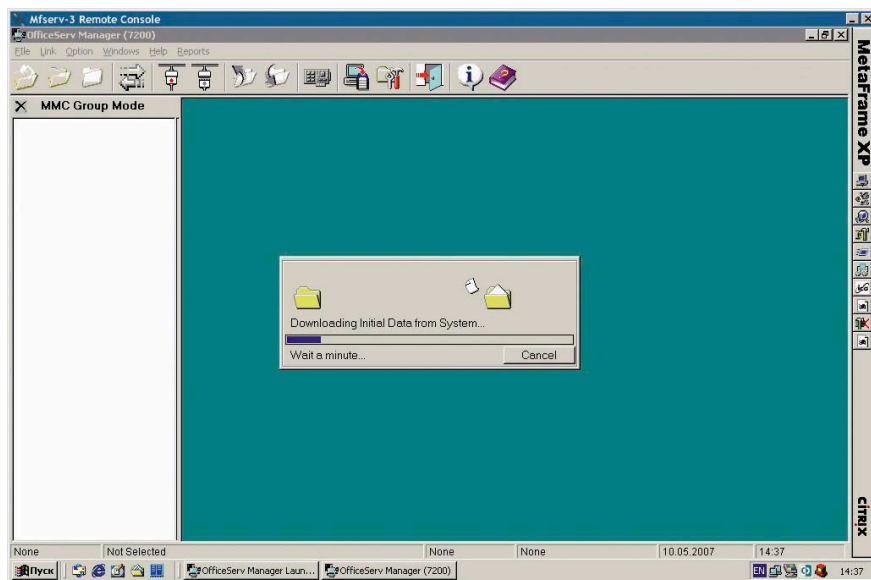 Mfserv-3 Remote Console
OfficeServ Manager (7200)
File Link Option Windows Help Reports
MMC Group Mode
MetaFrame XP
Downloading Initial Data from System...
Wait a minute...
Cancel
CITRIX
None Not Selected None None 10.05.2007 14:37
Пуск OfficeServ Manager Laun... OfficeServ Manager (7200) EN 14:37